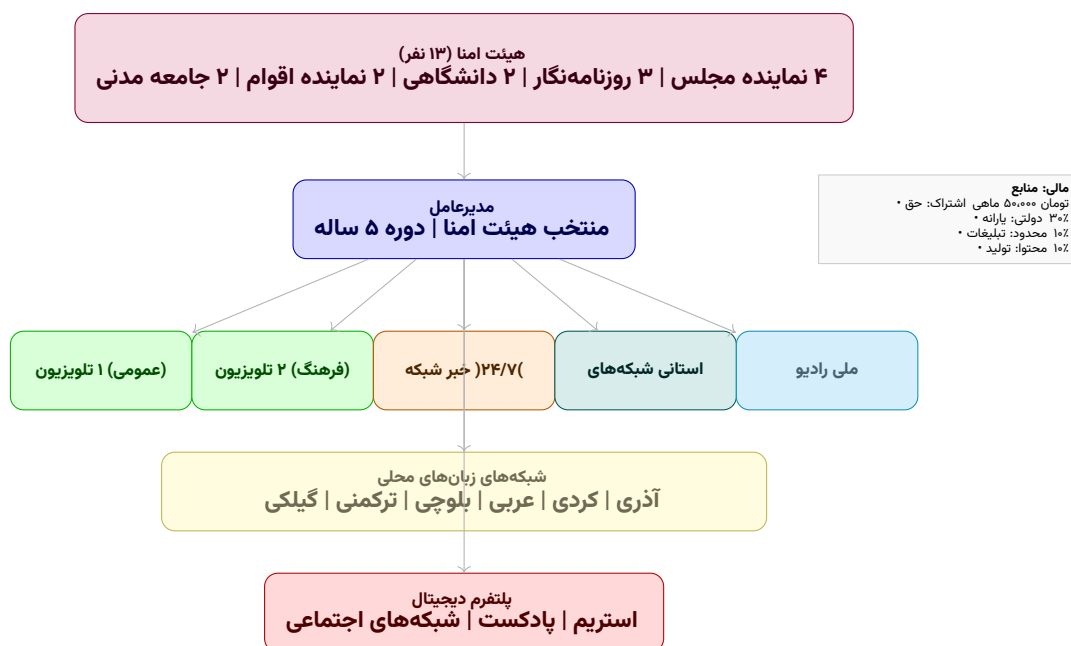 هیئت امنا (۱۳ نفر)
۴ نماینده مجلس | ۳ روزنامه‌نگار | ۲ دانشگاهی | ۲ نماینده اقوام | ۲ جامعه مدنی
مالی: منابع
تومان ۵۰،۰۰۰ ماهی اشتراک: حق •
۳۰٪ دولتی: یارانه •
۱۰٪ محدود: تبلیغات •
۱۰٪ محتوا: تولید •
مدیرعامل
منتخب هیئت امنا | دوره ۵ ساله
ملی رادیو
استانی شبکه‌های
)۲۴/۷( خبر شبکه
(فرهنگ) ۲ تلویزیون
(عمومی) ۱ تلویزیون
شبکه‌های زبان‌های محلی
آذری | کردی | عربی | بلوچی | ترکمنی | گیلکی
پلتفرم دیجیتال
استریم | پادکست | شبکه‌های اجتماعی